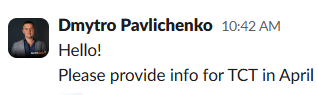 Dmytro Pavlichenko 10:42 AM
Hello!
Please provide info for TCT in April